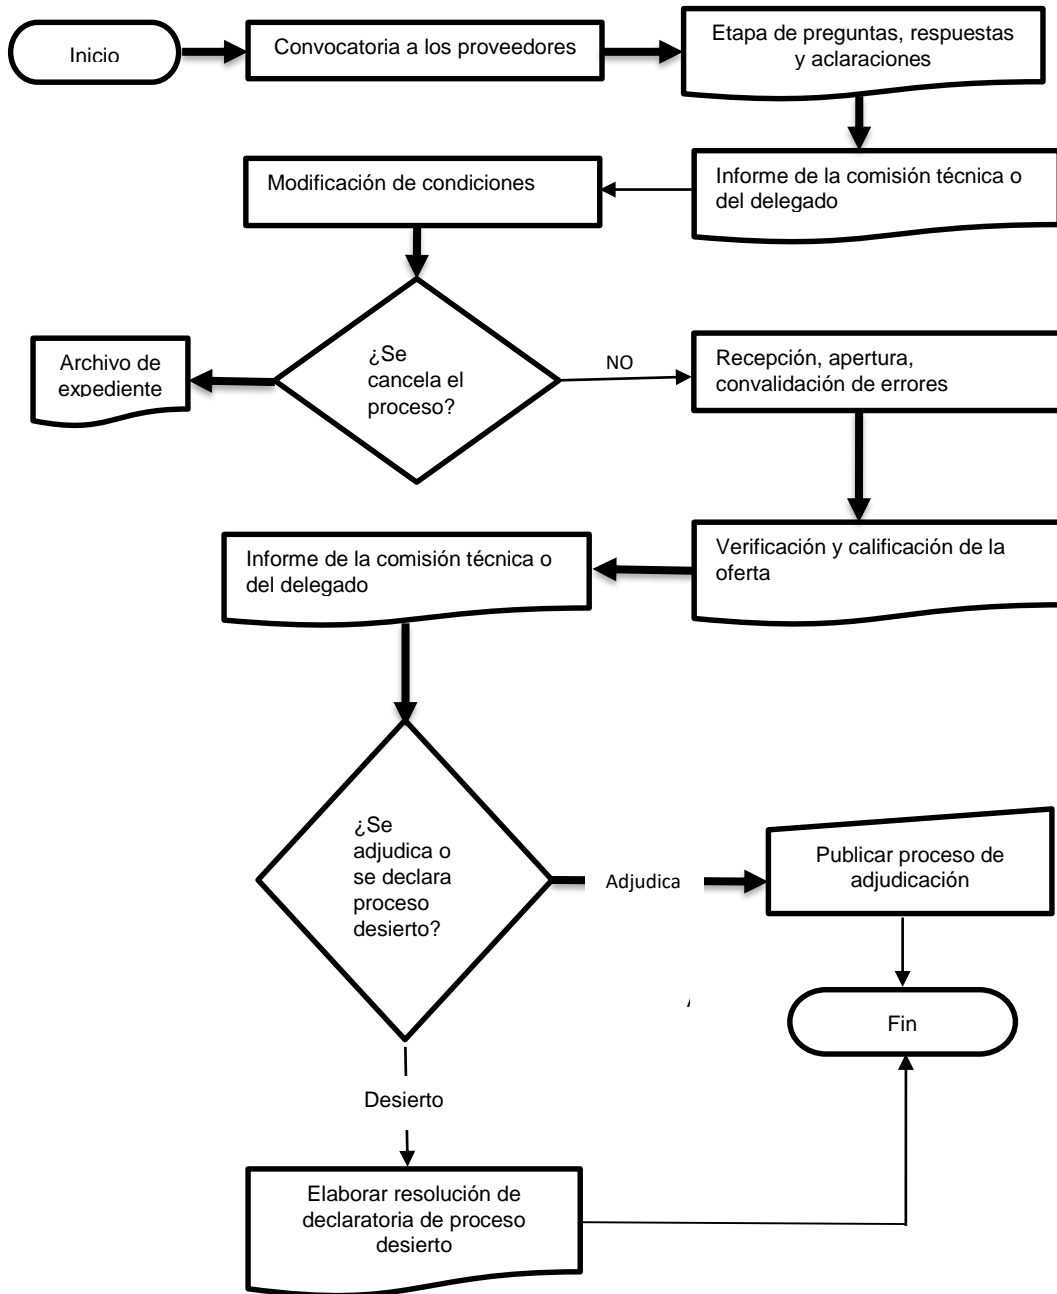 Inicio
Convocatoria a los proveedores
Etapa de preguntas, respuestas
y aclaraciones
Modificación de condiciones
Informe de la comisión técnica o
del delegado
Archivo de
expediente
¿Se
cancela el
proceso?
NO
Recepción, apertura,
convalidación de errores
Informe de la comisión técnica o
del delegado
Verificación y calificación de la
oferta
¿Se
adjudica o
se declara
proceso
desierto?
Adjudica
Publicar proceso de
adjudicación
Fin
Desierto
Elaborar resolución de
declaratoria de proceso
desierto